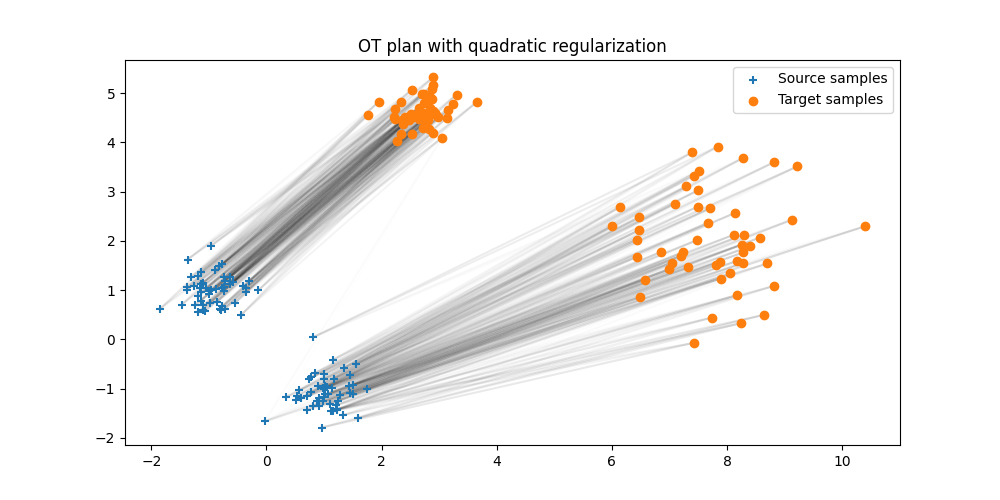 OT plan with quadratic regularization
Source samples
Target samples
5
4
3
2
1
0
−1
−2
−2 0 2 4 6 8 10